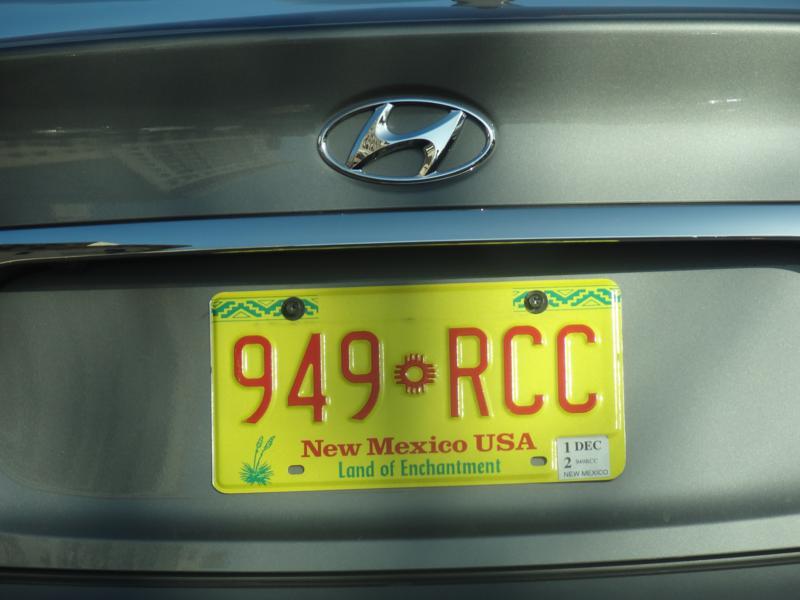 949 RCC
New Mexico USA
Land of Enchantment
1 DEC
2 949RCC
NEW MEXICO